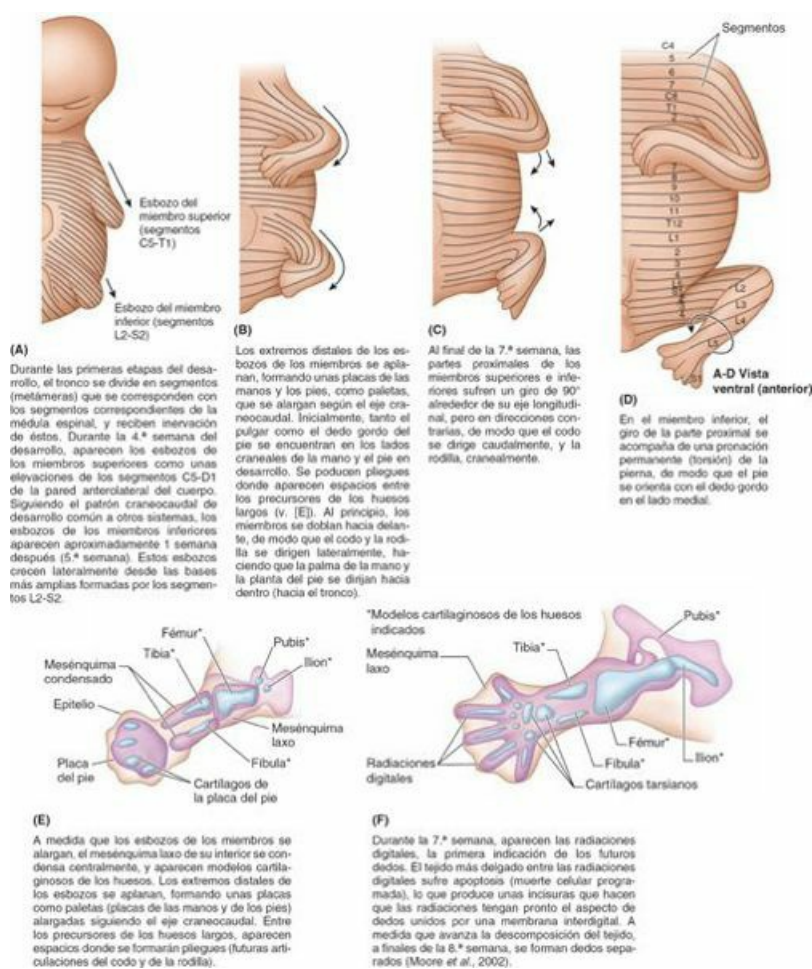 Esbozo del
miembro superior
(segmentos
C5-T1)
Esbozo del miembro
inferior (segmentos
L2-S2)
(A)
Durante las primeras etapas del desa-
rrollo, el tronco se divide en segmentos
(metámeras) que se corresponden con
los segmentos correspondientes de la
médula espinal, y reciben inervación
de éstos. Durante la 4.ª semana del
desarrollo, aparecen los esbozos de
los miembros superiores como unas
elevaciones de los segmentos C5-D1
de la pared anterolateral del cuerpo.
Siguiendo el patrón craneocaudal de
desarrollo común a otros sistemas, los
esbozos de los miembros inferiores
aparecen aproximadamente 1 semana
después (5.ª semana). Estos esbozos
crecen lateralmente desde las bases
más amplias formadas por los segmen-
tos L2-S2.
(B)
Los extremos distales de los es-
bozos de los miembros se apla-
nan, formando unas placas de las
manos y los pies, como paletas,
que se alargan según el eje cra-
neocaudal. Inicialmente, tanto el
pulgar como el dedo gordo del
pie se encuentran en los lados
craneales de la mano y el pie en
desarrollo. Se poducen pliegues
donde aparecen espacios entre
los precursores de los huesos
largos (v. [E]). Al principio, los
miembros se doblan hacia delan-
te, de modo que el codo y la rodi-
lla se dirigen lateralmente, ha-
ciendo que la palma de la mano y
la planta del pie se dirijan hacia
dentro (hacia el tronco).
(C)
Al final de la 7.ª semana, las
partes proximales de los
miembros superiores e infe-
riores sufren un giro de 90°
alrededor de su eje longitudi-
nal, pero en direcciones con-
trarias, de modo que el codo
se dirige caudalmente, y la
rodilla, cranealmente.
Segmentos
C4
5
6
7
C8
T1
2
7
8
9
10
11
T12
L1
2
3
4
L2
L3
L4
L5
S1
A-D Vista
ventral (anterior)
(D)
En el miembro inferior, el
giro de la parte proximal se
acompaña de una pronación
permanente (torsión) de la
pierna, de modo que el pie
se orienta con el dedo gordo
en el lado medial.
Fémur*
Tibia*
Pubis*
Ilion*
Mesénquima
condensado
Epitelio
Mesénquima
laxo
Placa
del pie
Fíbula*
Cartílagos de
la placa del pie
(E)
A medida que los esbozos de los miembros se
alargan, el mesénquima laxo de su interior se con-
densa centralmente, y aparecen modelos cartila-
ginosos de los huesos. Los extremos distales de
los esbozos se aplanan, formando unas placas
como paletas (placas de las manos y de los pies)
alargadas siguiendo el eje craneocaudal. Entre
los precursores de los huesos largos, aparecen
espacios donde se formarán pliegues (futuras arti-
culaciones del codo y de la rodilla).
*Modelos cartilaginosos de los huesos
indicados
Pubis*
Mesénquima
laxo
Tibia*
Radiaciones
digitales
Fíbula*
Fémur*
Ilion*
Cartílagos tarsianos
(F)
Durante la 7.ª semana, aparecen las radiaciones
digitales, la primera indicación de los futuros
dedos. El tejido más delgado entre las radiaciones
digitales sufre apoptosis (muerte celular progra-
mada), lo que produce unas incisuras que hacen
que las radiaciones tengan pronto el aspecto de
dedos unidos por una membrana interdigital. A
medida que avanza la descomposición del tejido,
a finales de la 8.ª semana, se forman dedos sepa-
rados (Moore et al., 2002).